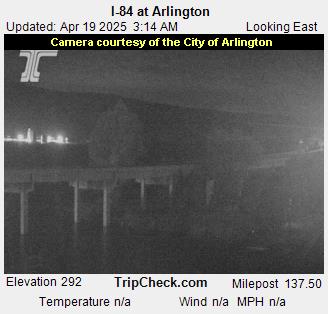 I-84 at Arlington
Updated: Apr 19 2025 3:14 AM Looking East
Camera courtesy of the City of Arlington
Elevation 292 TripCheck.com Milepost 137.50
Temperature n/a Wind n/a MPH n/a